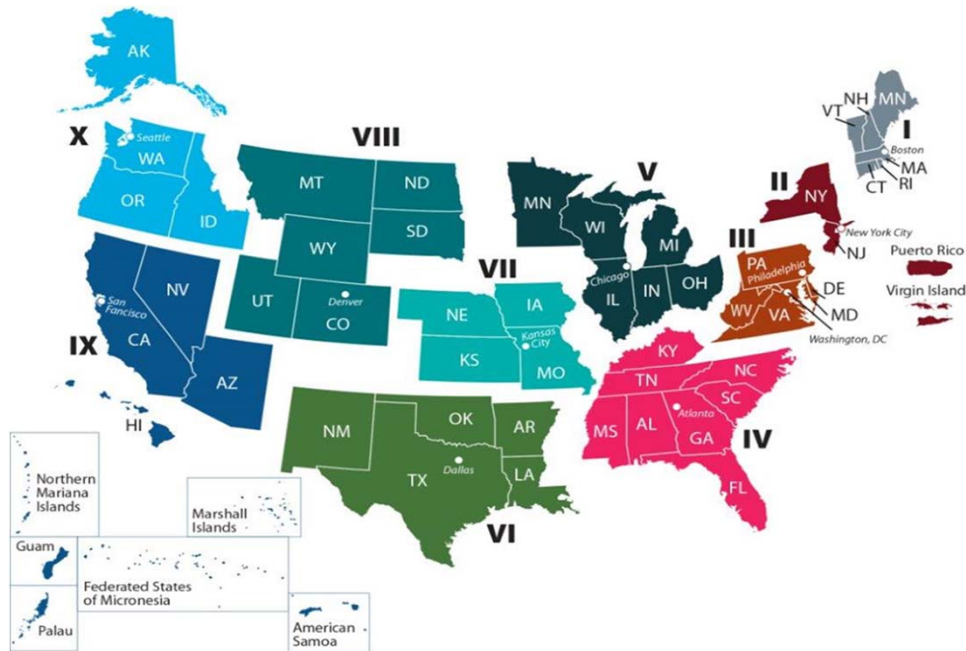 AK
X
Seattle
WA
OR
ID
VIII
MT
ND
SD
WY
UT
Denver
CO
V
MN
WI
MI
Chicago
IL
IN
OH
NH
MN
VT
I
Boston
MA
RI
CT
II
NY
New York City
NJ
Puerto Rico
Virgin Island
III
PA
Philadelphia
DE
MD
WV
VA
Washington, DC
VII
NE
IA
Kansas
City
KS
MO
IX
NV
San
Fancisco
CA
AZ
HI
KY
TN
NC
SC
MS
AL
Atlanta
GA
IV
FL
NM
OK
AR
TX
Dallas
LA
VI
Northern
Mariana
Islands
Marshall
Islands
Guam
Federated States
of Micronesia
Palau
American
Samoa